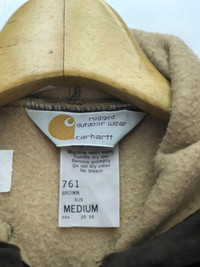 rugged
outdoor wear
carhartt
Machine wash warm
Tumble dry low
Remove promptly
Do not dry clean
No bleach
761
BROWN
SIZE
MEDIUM